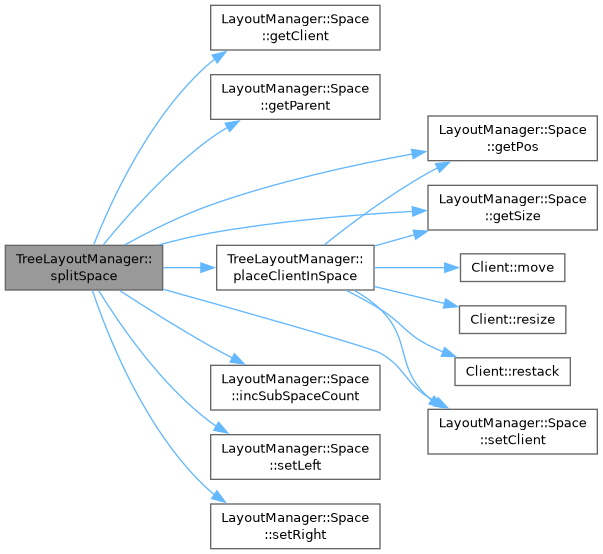 LayoutManager::Space
::getClient
LayoutManager::Space
::getParent
LayoutManager::Space
::getPos
LayoutManager::Space
::getSize
TreeLayoutManager::
splitSpace
TreeLayoutManager::
placeClientInSpace
Client::move
Client::resize
Client::restack
LayoutManager::Space
::incSubSpaceCount
LayoutManager::Space
::setClient
LayoutManager::Space
::setLeft
LayoutManager::Space
::setRight